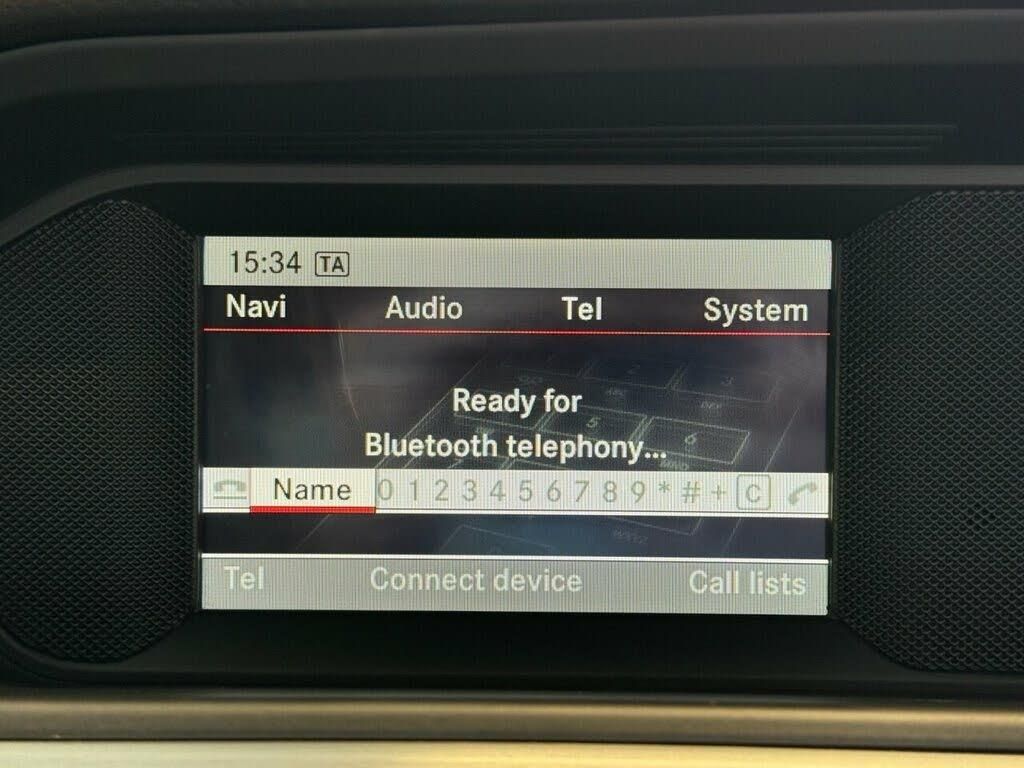 15:34 TA
Navi Audio Tel System
Ready for
Bluetooth telephony...
Name 0 1 2 3 4 5 6 7 8 9 * # + C
Tel Connect device Call lists